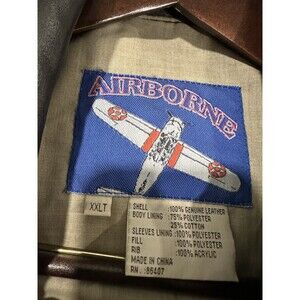 AIRBORNE
XXLT
SHELL :100% GENUINE LEATHER
BODY LINING :75% POLYESTER
25% COTTON
SLEEVES LINING :100% POLYESTER
FILL :100% POLYESTER
RIB :100% ACRYLIC
MADE IN CHINA
RN.:96407